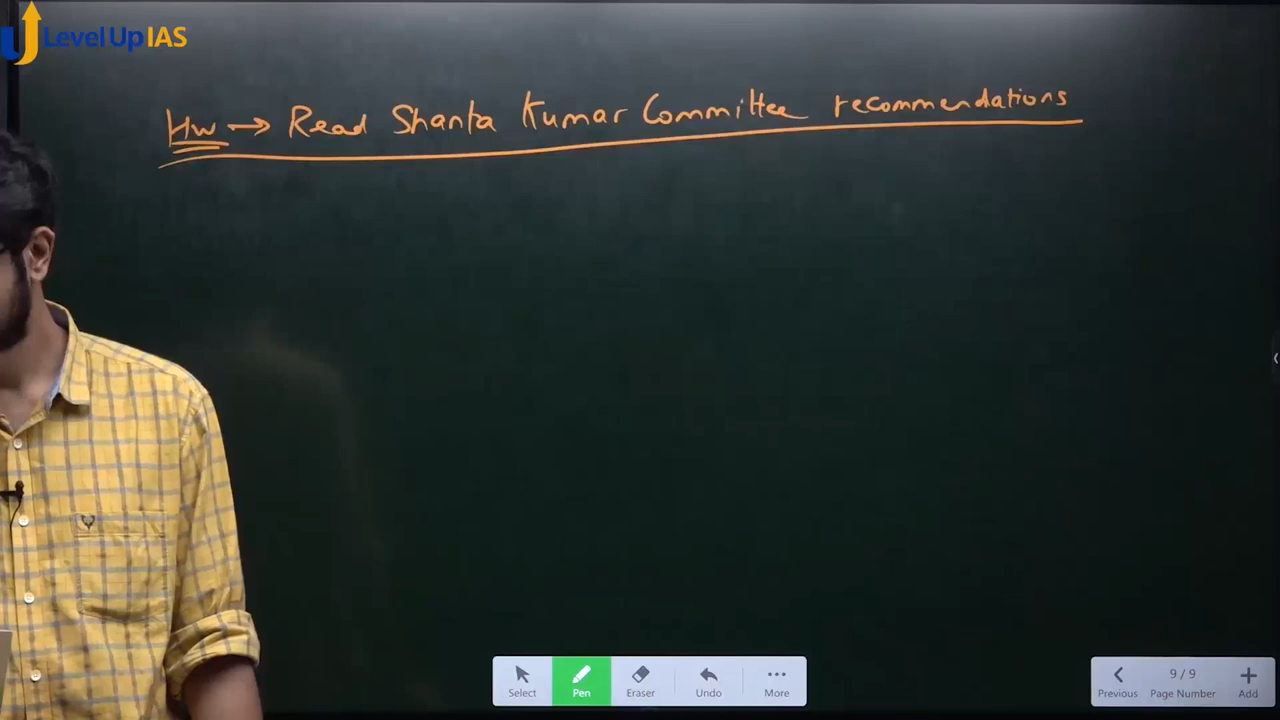 Level Up IAS
HW → Read Shanta Kumar Committee recommendations
Select
Pen
Eraser
Undo
More
Previous
9 / 9
Page Number
Add